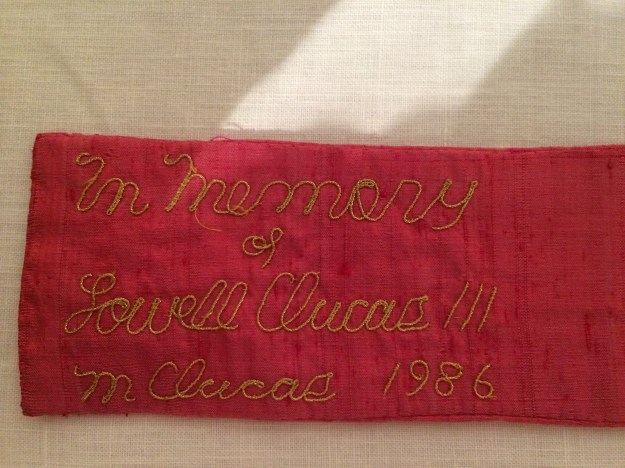 In Memory
of
Lowell Clucas III
M Clucas 1986